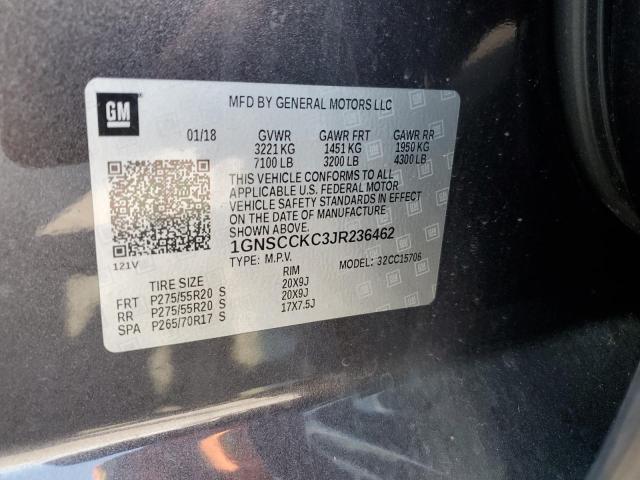 GM
MFD BY GENERAL MOTORS LLC
01/18 GVWR GAWR FRT GAWR RR
3221 KG 1451 KG 1950 KG
7100 LB 3200 LB 4300 LB
THIS VEHICLE CONFORMS TO ALL
APPLICABLE U.S. FEDERAL MOTOR
VEHICLE SAFETY STANDARDS IN EFFECT
ON THE DATE OF MANUFACTURE
SHOWN ABOVE.
1GNSCCKC3JR236462
121V TYPE: M.P.V. MODEL: 32CC15706
TIRE SIZE RIM
FRT P275/55R20 S 20X9J
RR P275/55R20 S 20X9J
SPA P265/70R17 S 17X7.5J